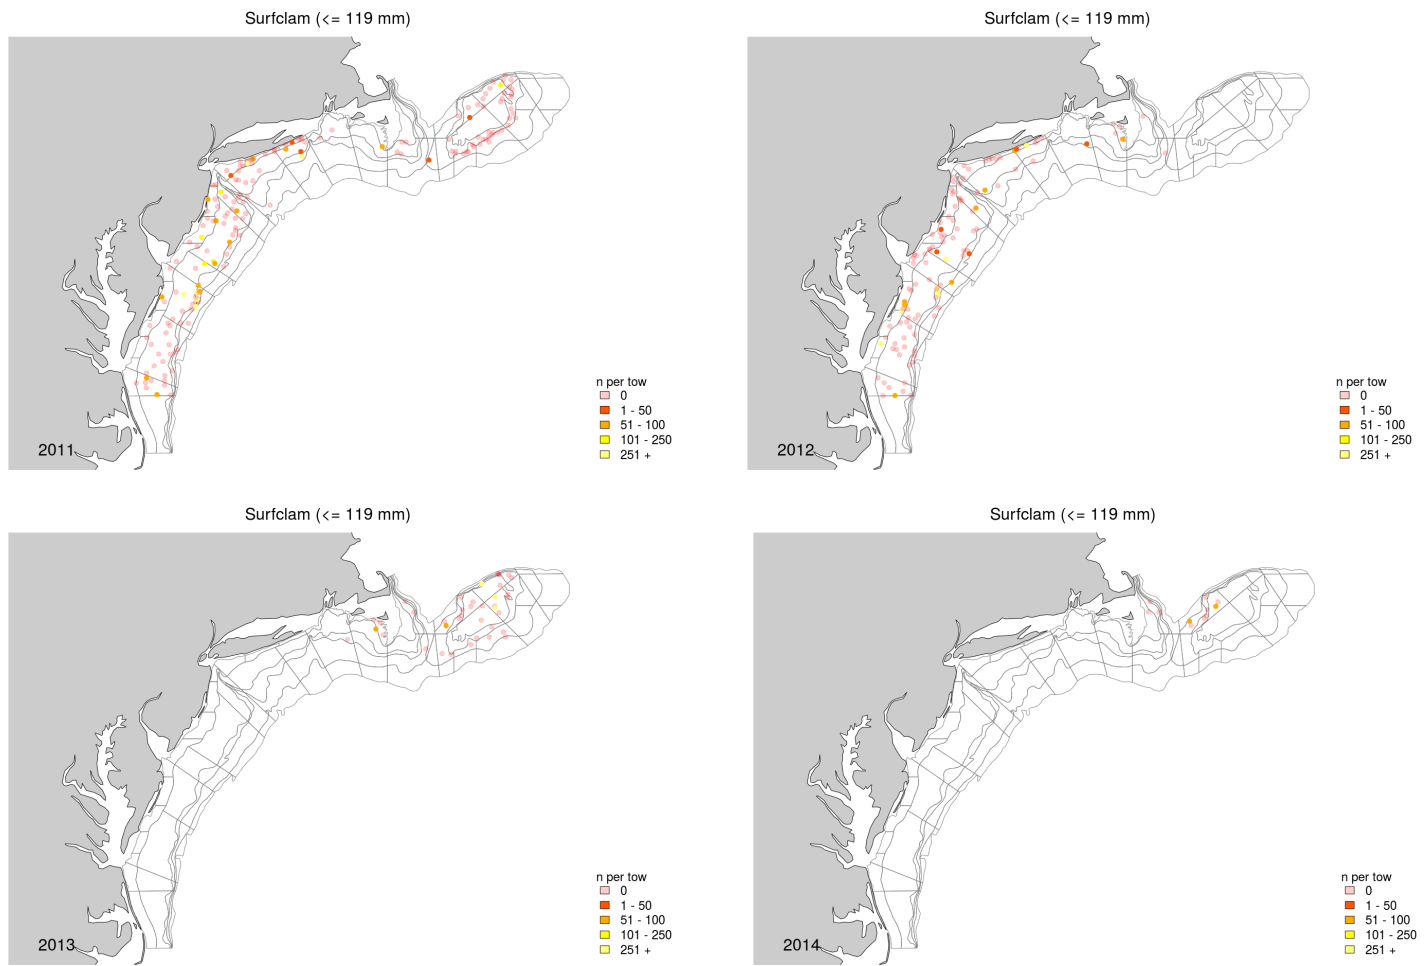 Surfclam (<= 119 mm)
n per tow
0
1 - 50
51 - 100
101 - 250
251 +
2011
Surfclam (<= 119 mm)
n per tow
0
1 - 50
51 - 100
101 - 250
251 +
2012
Surfclam (<= 119 mm)
n per tow
0
1 - 50
51 - 100
101 - 250
251 +
2013
Surfclam (<= 119 mm)
n per tow
0
1 - 50
51 - 100
101 - 250
251 +
2014